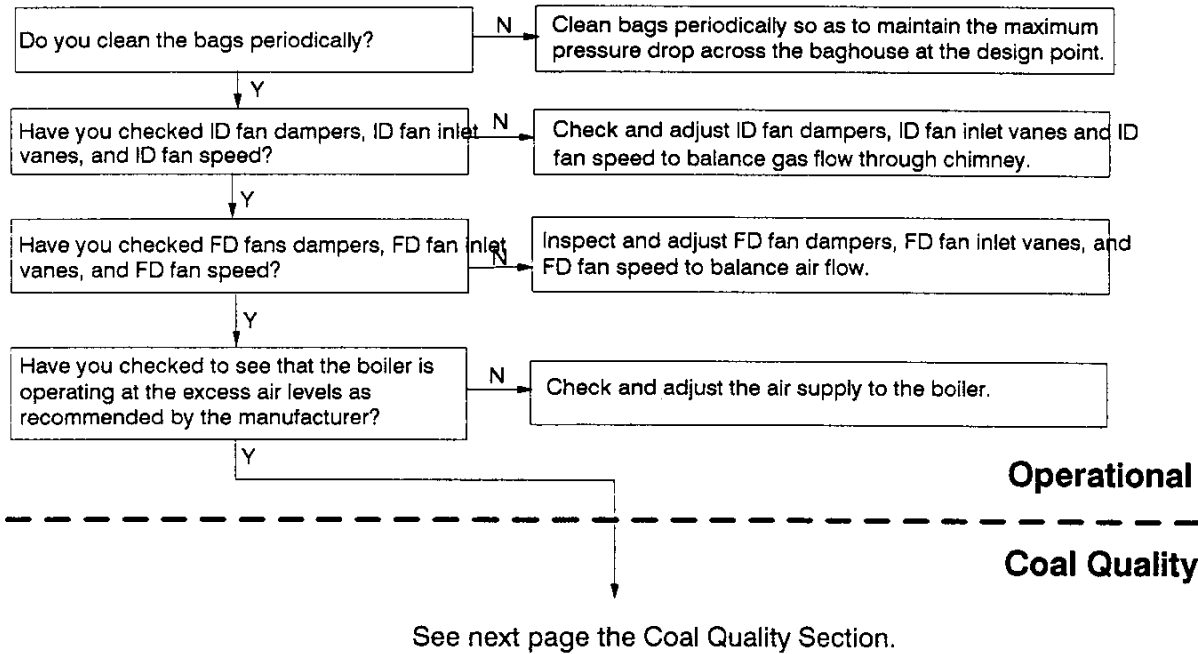 Do you clean the bags periodically?
N
Clean bags periodically so as to maintain the maximum
pressure drop across the baghouse at the design point.
Y
Have you checked ID fan dampers, ID fan inlet
vanes, and ID fan speed?
N
Check and adjust ID fan dampers, ID fan inlet vanes and ID
fan speed to balance gas flow through chimney.
Y
Have you checked FD fans dampers, FD fan inlet
vanes, and FD fan speed?
N
Inspect and adjust FD fan dampers, FD fan inlet vanes, and
FD fan speed to balance air flow.
Y
Have you checked to see that the boiler is
operating at the excess air levels as
recommended by the manufacturer?
N
Check and adjust the air supply to the boiler.
Y
Operational
Coal Quality
See next page the Coal Quality Section.